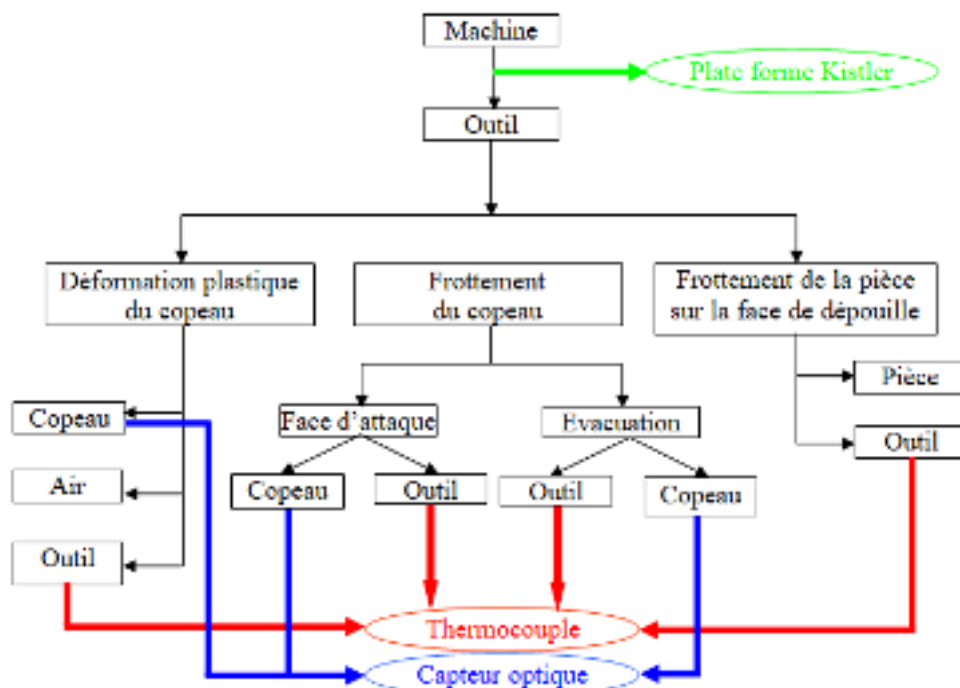 Machine
Plate forme Kistler
Outil
Déformation plastique
du copeau
Frottement
du copeau
Frottement de la pièce
sur la face de dépouille
Pièce
Copeau
Face d'attaque
Evacuation
Outil
Air
Copeau
Outil
Outil
Copeau
Outil
Thermocouple
Capteur optique